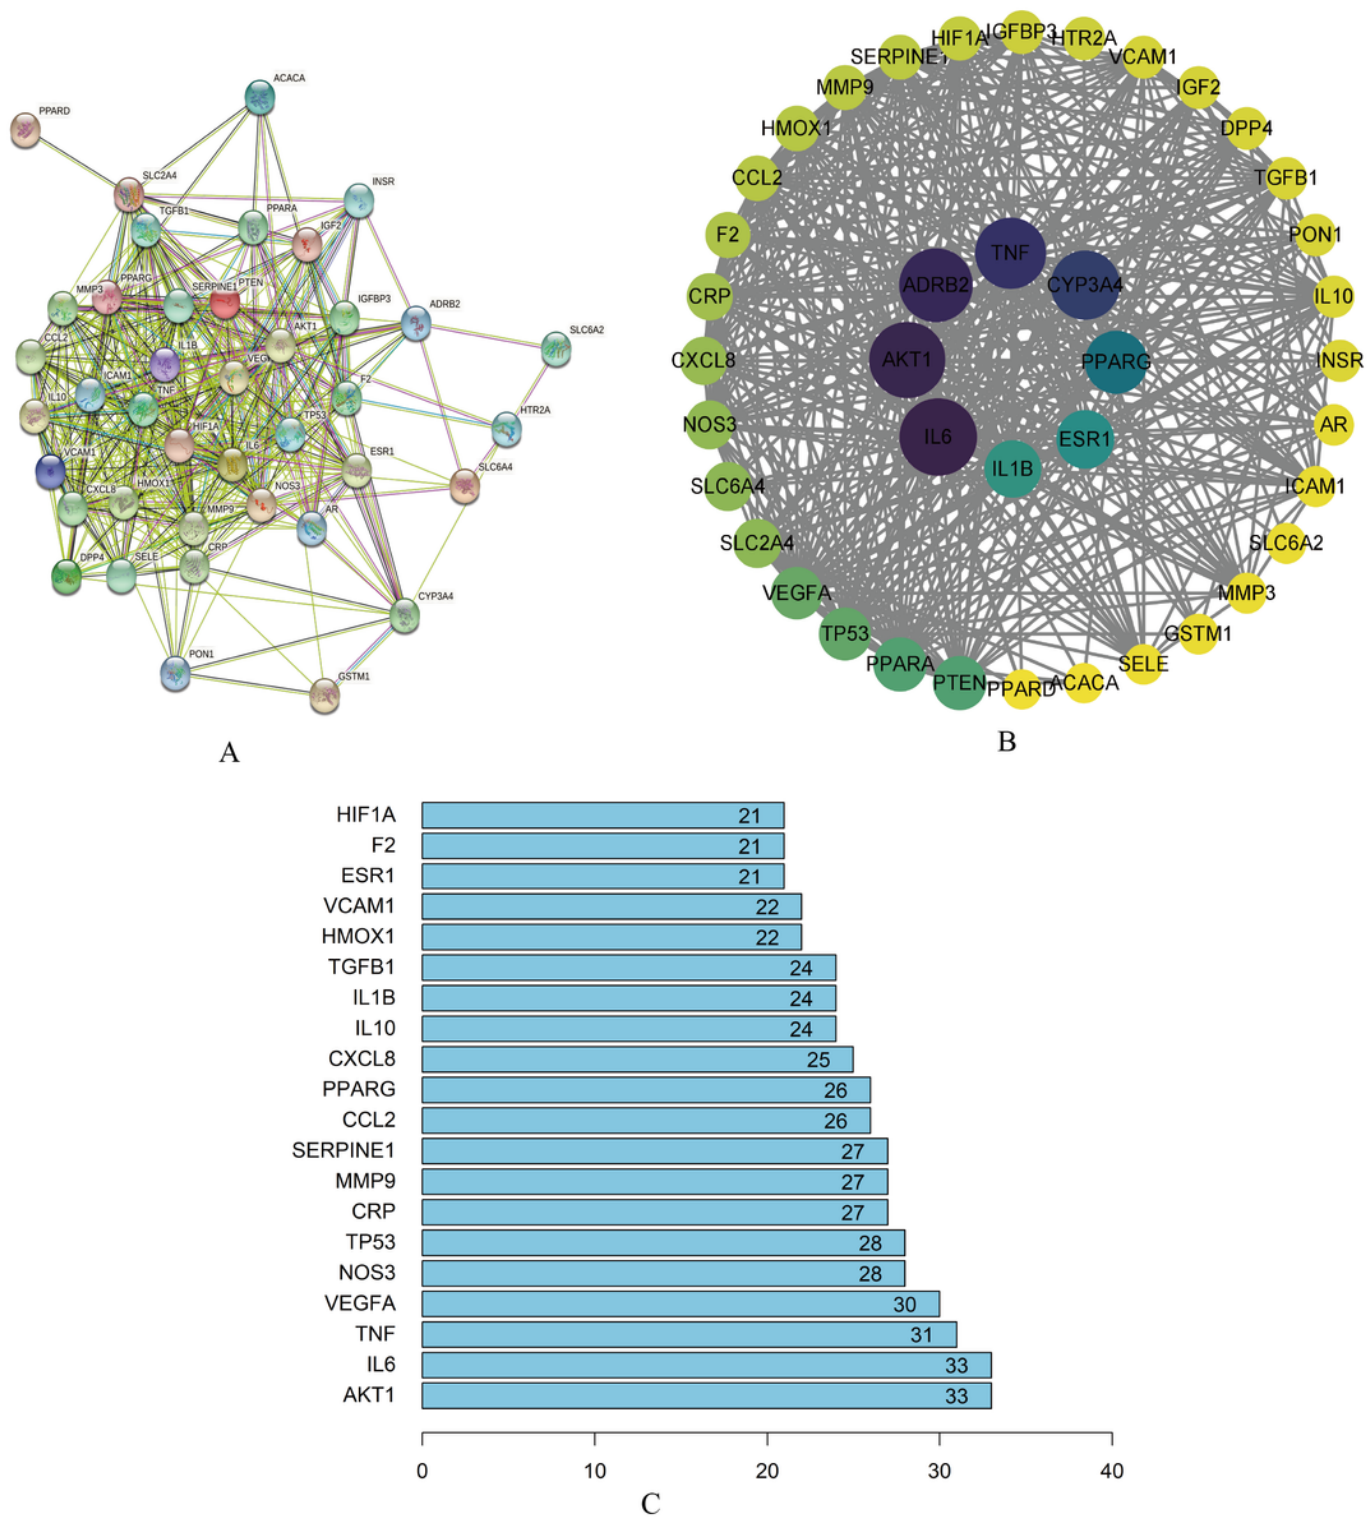 ACACA
PPARD
SLC2A4
INSR
TGFB1
PPARA
IGF2
PPARG
PTEN
MMP3
SERPINE1
IGFBP3
ADRB2
AKT1
SLC6A2
CCL2
IL1B
VEGF
ICAM1
F2
TNF
IL10
HTR2A
TP53
HIF1A
IL6
ESR1
VCAM1
SLC6A4
HMOX1
NOS3
CXCL8
MMP9
AR
CRP
DPP4
SELE
CYP3A4
PON1
GSTM1
A
IGFBP3
HIF1A
HTR2A
SERPINE1
VCAM1
MMP9
IGF2
HMOX1
DPP4
CCL2
TGFB1
F2
PON1
TNF
ADRB2
CYP3A4
CRP
IL10
CXCL8
AKT1
PPARG
INSR
NOS3
IL6
ESR1
AR
IL1B
SLC6A4
ICAM1
SLC2A4
SLC6A2
VEGFA
MMP3
TP53
GSTM1
PPARA
SELE
PTEN
PPARD
ACACA
B
HIF1A 21
F2 21
ESR1 21
VCAM1 22
HMOX1 22
TGFB1 24
IL1B 24
IL10 24
CXCL8 25
PPARG 26
CCL2 26
SERPINE1 27
MMP9 27
CRP 27
TP53 28
NOS3 28
VEGFA 30
TNF 31
IL6 33
AKT1 33
0 10 20 30 40
C